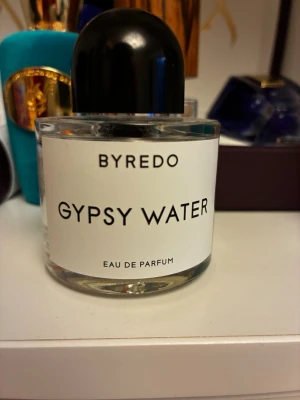 BYREDO
GYPSY WATER
EAU DE PARFUM